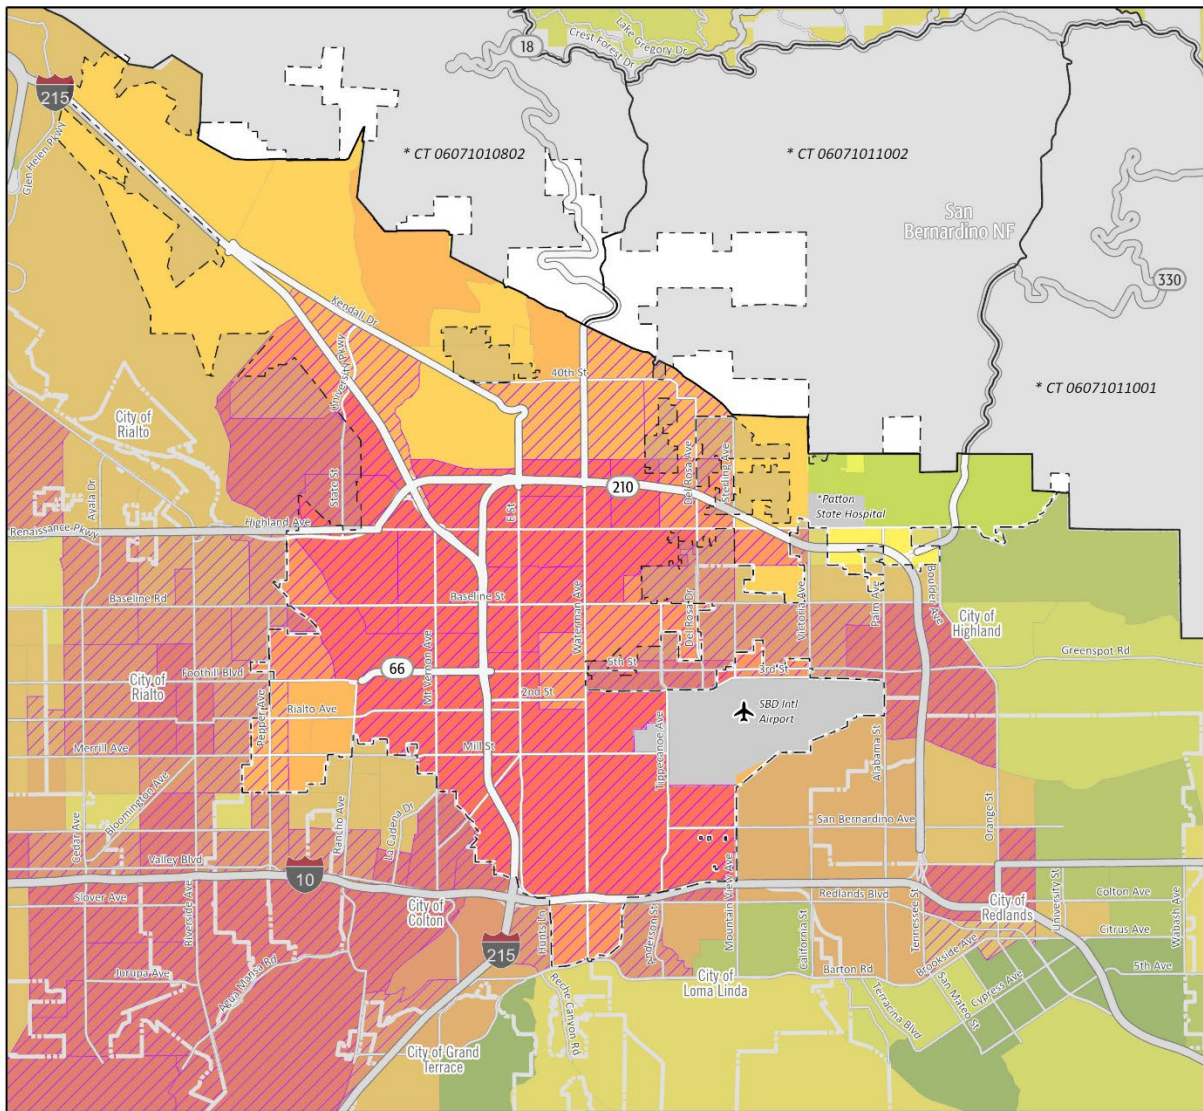 Lake Gregory Dr
Crest Forest Dr
18
215
Glen Helen Pkwy
* CT 06071010802
* CT 06071011002
San
Bernardino NF
330
Kendall Dr
University Pkwy
40th St
* CT 06071011001
City of
Rialto
Ayala Dr
State St
E St
210
Del Rosa Ave
Sterling Ave
*Patton
State Hospital
Renaissance Pkwy
Highland Ave
Baseline Rd
Baseline St
Waterman Ave
Del Rosa Dr
Victoria Ave
Palm Ave
Boulder Ave
City of
Highland
Greenspot Rd
66
Foothill Blvd
City of
Rialto
Mt Vernon Ave
5th St
3rd St
2nd St
Rialto Ave
Pepper Ave
SBD Intl
Airport
Merrill Ave
Mill St
Tippecanoe Ave
Alabama St
Bloomington Ave
Cedar Ave
Rancho Ave
La Cadena Dr
San Bernardino Ave
Orange St
Valley Blvd
10
Slover Ave
Riverside Ave
City of
Colton
Hunts Ln
215
Anderson St
Mountain View Ave
Redlands Blvd
California St
Tennessee St
City of
Redlands
University St
Colton Ave
Wabash Ave
Citrus Ave
Brookside Ave
Jurupa Ave
Agua Mansa Rd
Reche Canyon Rd
City of
Loma Linda
Barton Rd
Terracina Blvd
San Mateo St
Cypress Ave
5th Ave
City of Grand
Terrace